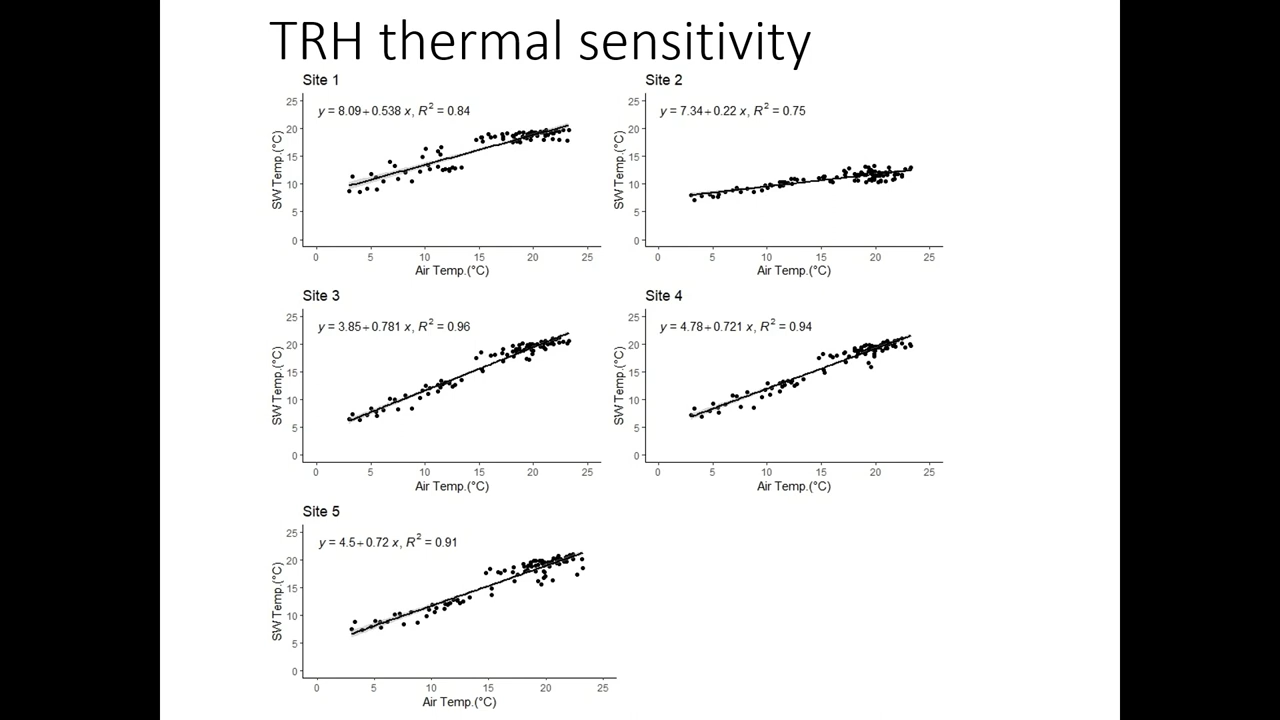 TRH thermal sensitivity
Site 1
y = 8.09+0.538 x, R² = 0.84
25
20
15
10
5
0
SW Temp.(°C)
0 5 10 15 20 25
Air Temp.(°C)
Site 2
y = 7.34+0.22 x, R² = 0.75
25
20
15
10
5
0
SW Temp.(°C)
0 5 10 15 20 25
Air Temp.(°C)
Site 3
y = 3.85+0.781 x, R² = 0.96
25
20
15
10
5
0
SW Temp.(°C)
0 5 10 15 20 25
Air Temp.(°C)
Site 4
y = 4.78+0.721 x, R² = 0.94
25
20
15
10
5
0
SW Temp.(°C)
0 5 10 15 20 25
Air Temp.(°C)
Site 5
y = 4.5+0.72 x, R² = 0.91
25
20
15
10
5
0
SW Temp.(°C)
0 5 10 15 20 25
Air Temp.(°C)